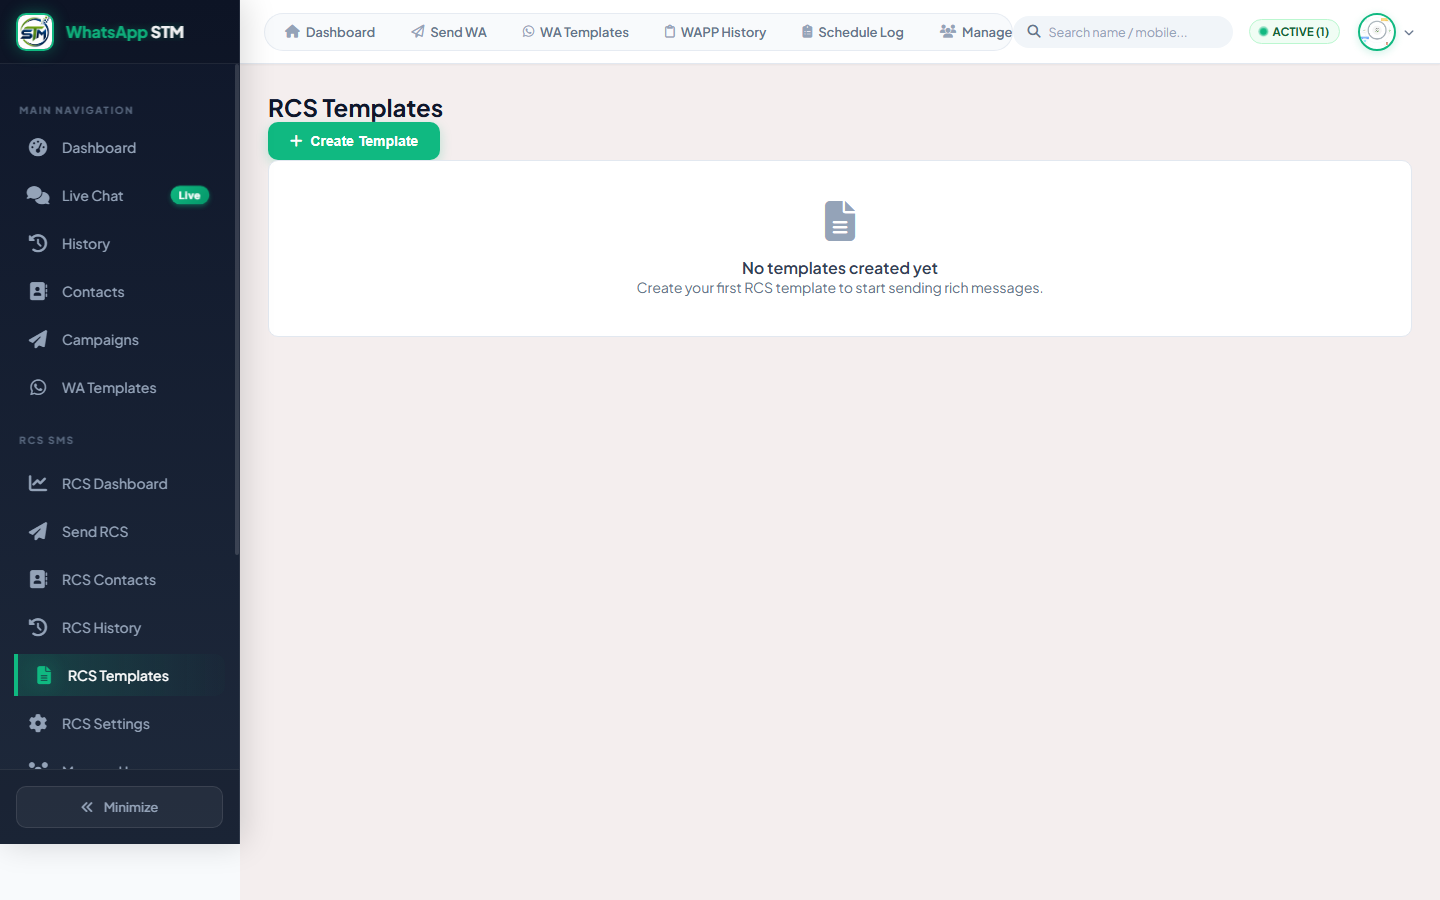 STM
WhatsApp STM
Dashboard
Send WA
WA Templates
WAPP History
Schedule Log
Manage
Search name / mobile...
ACTIVE (1)
MAIN NAVIGATION
Dashboard
Live Chat
Live
History
Contacts
Campaigns
WA Templates
RCS SMS
RCS Dashboard
Send RCS
RCS Contacts
RCS History
RCS Templates
RCS Settings
Minimize
RCS Templates
Create Template
No templates created yet
Create your first RCS template to start sending rich messages.